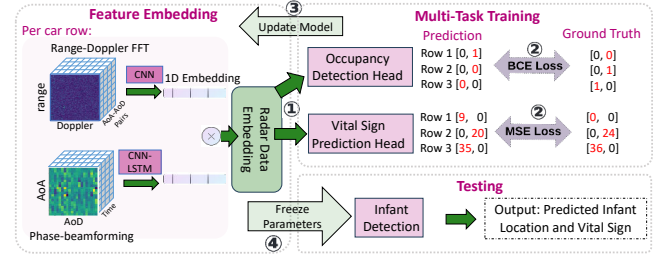 Feature Embedding
③
Update Model
Multi-Task Training
Per car row:
Range-Doppler FFT
CNN
1D Embedding
range
Doppler
AoA-AoD
Pairs
CNN-
LSTM
AoA
AoD
Time
Phase-beamforming
Radar Data
Embedding
①
Occupancy
Detection Head
Prediction
Row 1 [0, 1]
Row 2 [0, 0]
Row 3 [0, 0]
②
BCE Loss
Ground Truth
[0, 0]
[0, 1]
[1, 0]
Vital Sign
Prediction Head
Row 1 [9, 0]
Row 2 [0, 20]
Row 3 [35, 0]
②
MSE Loss
[0, 0]
[0, 24]
[36, 0]
Freeze
Parameters
④
Testing
Infant
Detection
Output: Predicted Infant
Location and Vital Sign